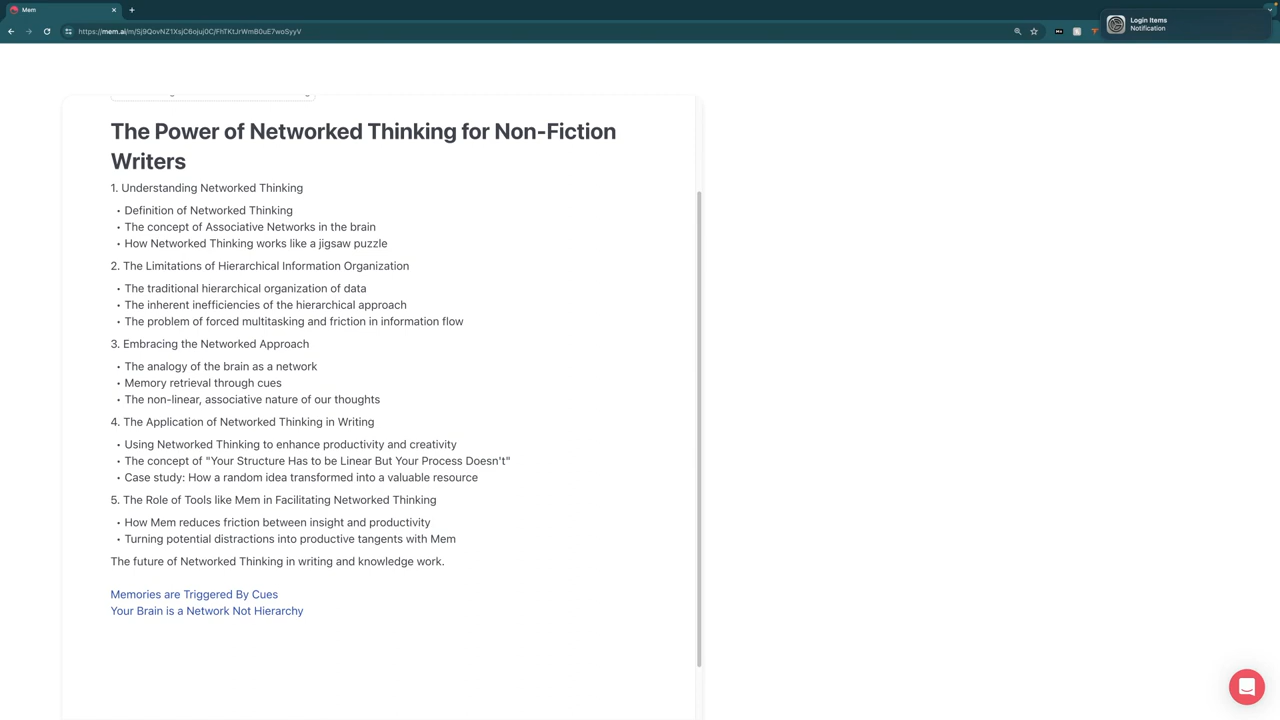 Mem
https://mem.ai/m/Sj9QovNZ1XsjC6ojuj0C/FhTKtJrWmB0uE7woSyyV
Login Items
Notification
The Power of Networked Thinking for Non-Fiction
Writers
1. Understanding Networked Thinking
• Definition of Networked Thinking
• The concept of Associative Networks in the brain
• How Networked Thinking works like a jigsaw puzzle
2. The Limitations of Hierarchical Information Organization
• The traditional hierarchical organization of data
• The inherent inefficiencies of the hierarchical approach
• The problem of forced multitasking and friction in information flow
3. Embracing the Networked Approach
• The analogy of the brain as a network
• Memory retrieval through cues
• The non-linear, associative nature of our thoughts
4. The Application of Networked Thinking in Writing
• Using Networked Thinking to enhance productivity and creativity
• The concept of "Your Structure Has to be Linear But Your Process Doesn't"
• Case study: How a random idea transformed into a valuable resource
5. The Role of Tools like Mem in Facilitating Networked Thinking
• How Mem reduces friction between insight and productivity
• Turning potential distractions into productive tangents with Mem
The future of Networked Thinking in writing and knowledge work.
Memories are Triggered By Cues
Your Brain is a Network Not Hierarchy